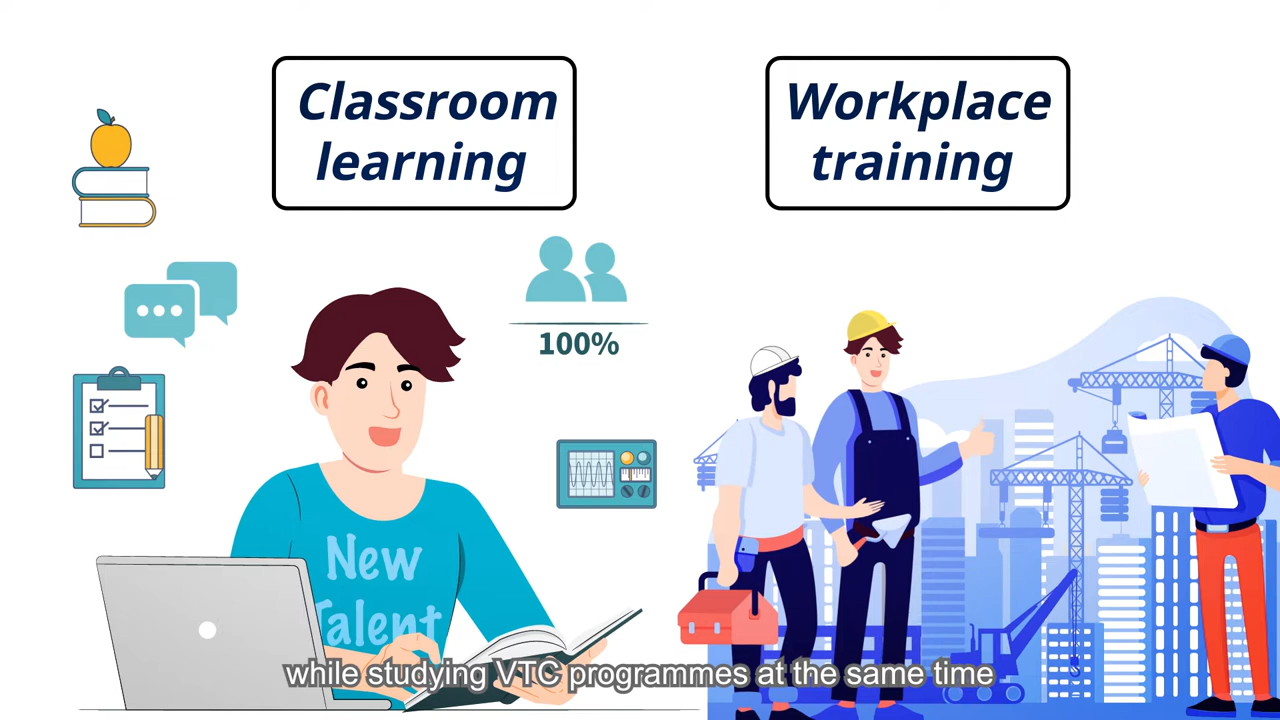 Classroom
learning
Workplace
training
100%
New
Talent
while studying VTC programmes at the same time